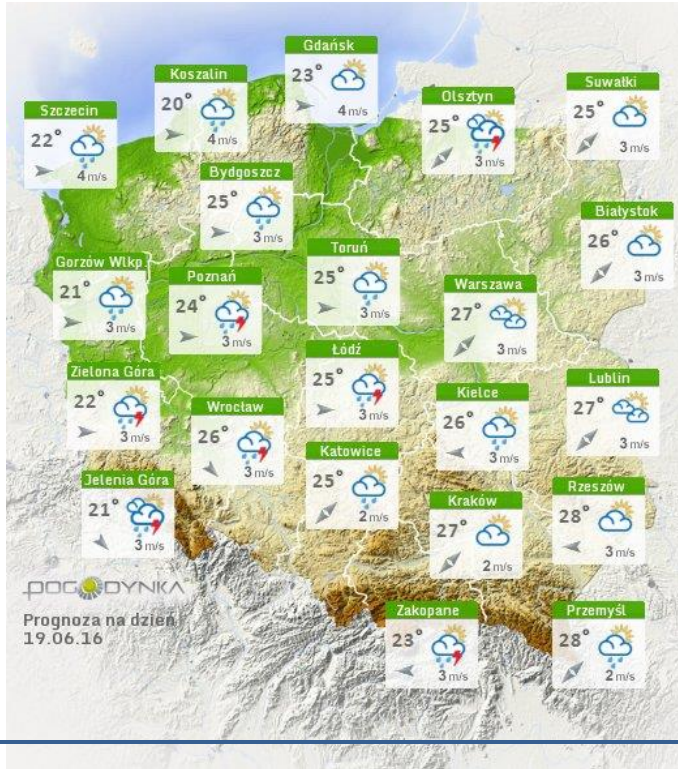 Gdańsk
23°
4 m/s
Koszalin
20°
4 m/s
Suwałki
25°
3 m/s
Olsztyn
25°
3 m/s
Szczecin
22°
4 m/s
Bydgoszcz
25°
3 m/s
Białystok
26°
3 m/s
Toruń
25°
3 m/s
Gorzów Wlkp
21°
3 m/s
Poznań
24°
3 m/s
Warszawa
27°
3 m/s
Łódź
25°
3 m/s
Zielona Góra
22°
3 m/s
Lublin
27°
3 m/s
Kielce
26°
3 m/s
Wrocław
26°
3 m/s
Katowice
25°
2 m/s
Jelenia Góra
21°
3 m/s
Rzeszów
28°
3 m/s
Kraków
27°
2 m/s
POGODYNKA
Prognoza na dzień
19.06.16
Zakopane
23°
3 m/s
Przemyśl
28°
2 m/s